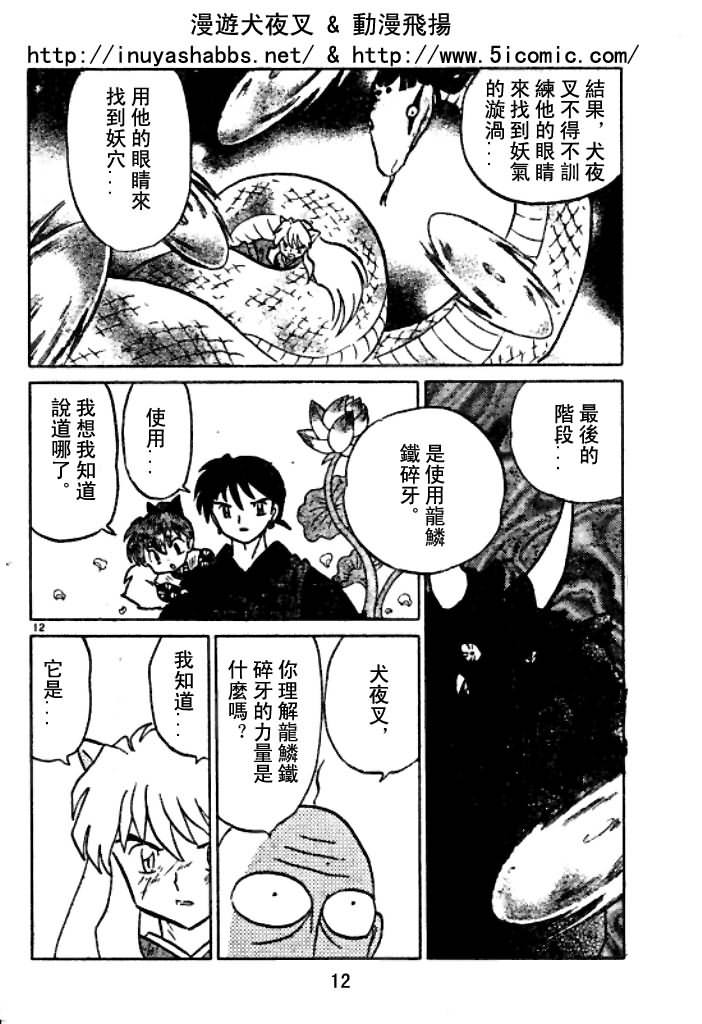 漫遊犬夜叉 & 動漫飛揚
http://inuyashabbs.net/ & http://www.5icomic.com/
結果，犬夜
叉不得不訓
練他的眼睛
來找到妖氣
的漩渦...
用他的眼睛來
找到妖穴...
最後的
階段...
是使用龍鱗
鐵碎牙。
使用...
我想我知道
說道哪了。
12
犬夜叉，
你理解龍鱗鐵
碎牙的力量是
什麼嗎？
我知道...
它是...
12